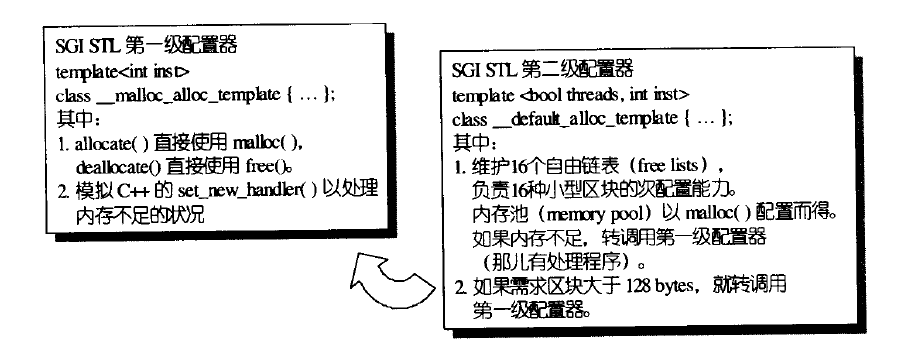 SGI STL 第一级配置器
template<int inst>
class __malloc_alloc_template { … };
其中:
1. allocate( ) 直接使用 malloc( ),
deallocate() 直接使用 free()。
2. 模拟 C++ 的 set_new_handler( ) 以处理
内存不足的状况
SGI STL 第二级配置器
template <bool threads, int inst>
class __default_alloc_template { … };
其中:
1. 维护16个自由链表（free lists）,
负责16种小型区块的次配置能力。
内存池（memory pool）以 malloc( ) 配置而得。
如果内存不足，转调用第一级配置器
（那儿有处理程序）。
2. 如果需求区块大于 128 bytes，就转调用
第一级配置器。